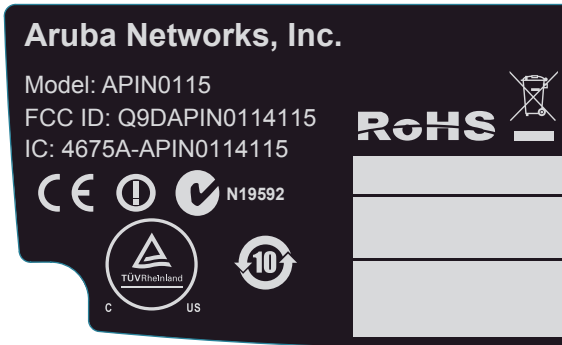 Aruba Networks, Inc.
Model: APIN0115
FCC ID: Q9DAPIN0114115
IC: 4675A-APIN0114115
RoHS
CE
N19592
TÜVRheinland
C US
10